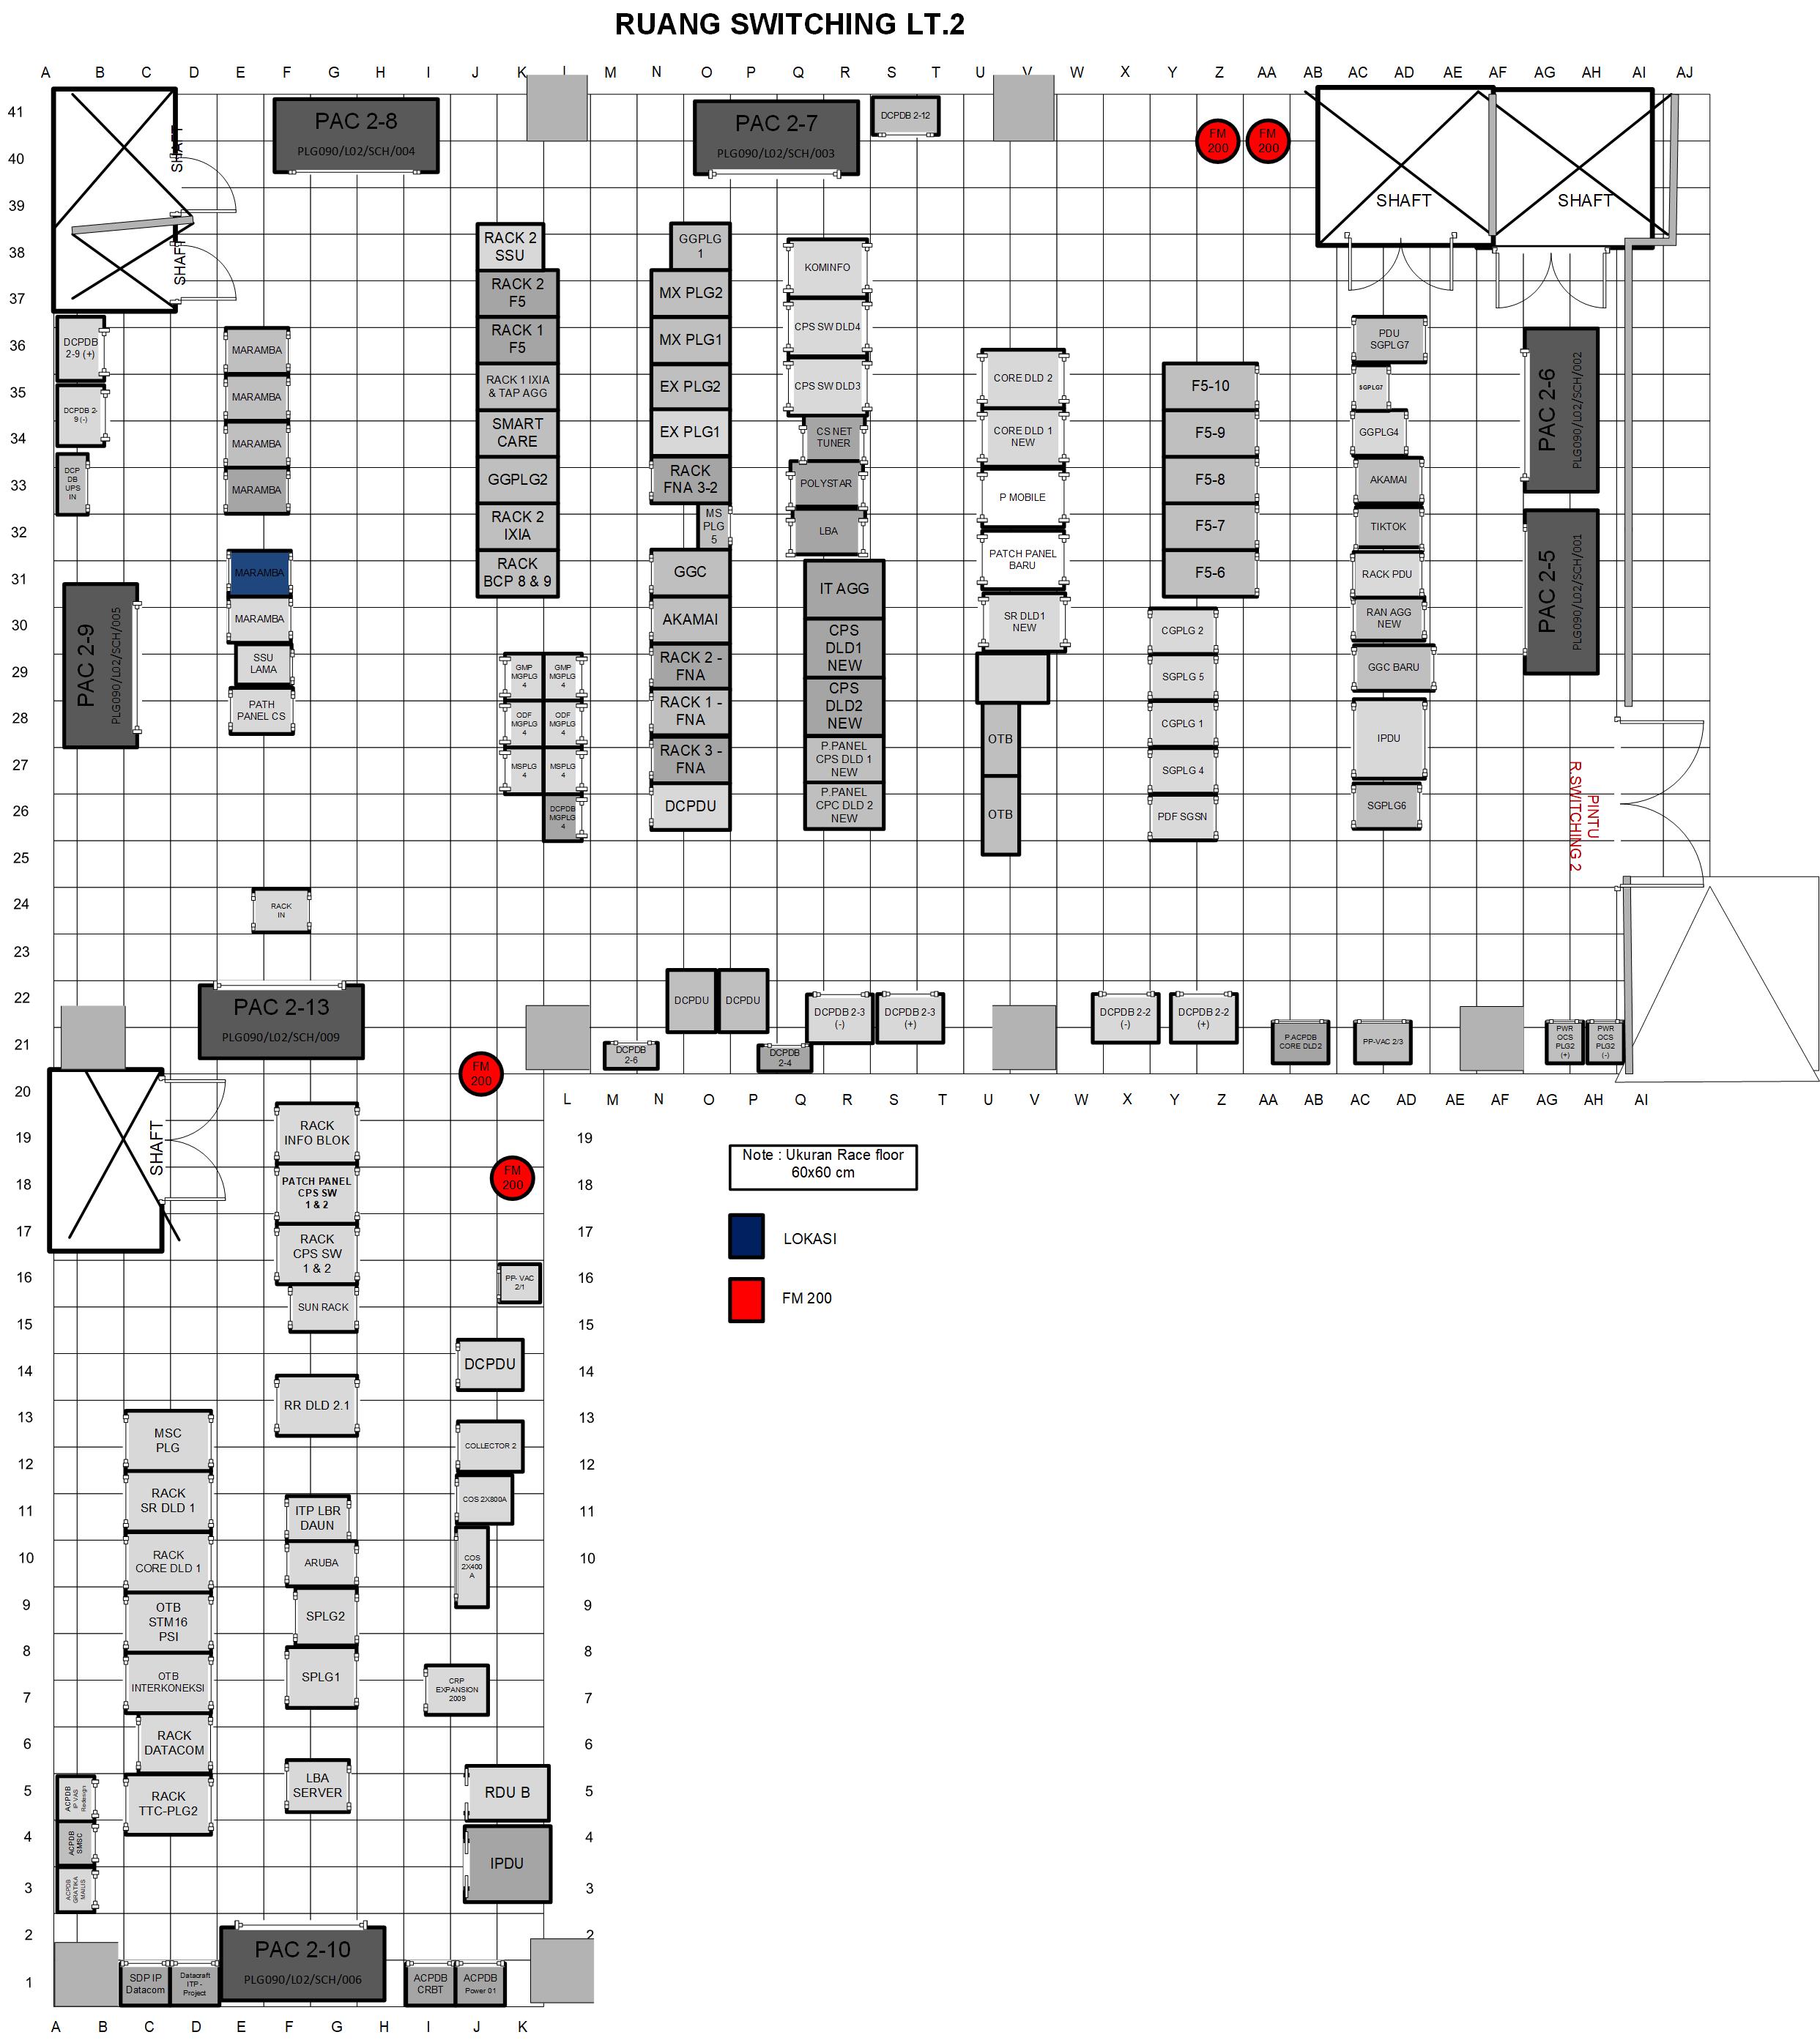 RUANG SWITCHING LT.2
A B C D E F G H I J K L M N O P Q R S T U V W X Y Z AA AB AC AD AE AF AG AH AI AJ
41
40
39
38
37
36
35
34
33
32
31
30
29
28
27
26
25
24
23
22
21
20
19
18
17
16
15
14
13
12
11
10
9
8
7
6
5
4
3
2
1
SHAFT
SHAFT
PAC 2-8
PLG090/L02/SCH/004
PAC 2-7
PLG090/L02/SCH/003
DCPDB 2-12
FM
200
FM
200
SHAFT
SHAFT
DCPDB
2-9 (+)
DCPDB 2-
9 (-)
DCP
DB
UPS
IN
PAC 2-9
PLG090/L02/SCH/005
MARAMBA
MARAMBA
MARAMBA
MARAMBA
MARAMBA
MARAMBA
SSU
LAMA
PATH
PANEL CS
RACK
IN
RACK 2
SSU
RACK 2
F5
RACK 1
F5
RACK 1 IXIA
& TAP AGG
SMART
CARE
GGPLG2
RACK 2
IXIA
RACK
BCP 8 & 9
GMP
MGPLG
4
GMP
MGPLG
4
ODF
MGPLG
4
ODF
MGPLG
4
MSPLG
4
MSPLG
4
DCPDB
MGPLG
4
GGPLG
1
MX PLG2
MX PLG1
EX PLG2
EX PLG1
RACK
FNA 3-2
MS
PLG
5
GGC
AKAMAI
RACK 2 -
FNA
RACK 1 -
FNA
RACK 3 -
FNA
DCPDU
KOMINFO
CPS SW DLD4
CPS SW DLD3
CS NET
TUNER
POLYSTAR
LBA
IT AGG
CPS
DLD1
NEW
CPS
DLD2
NEW
P.PANEL
CPS DLD 1
NEW
P.PANEL
CPC DLD 2
NEW
CORE DLD 2
CORE DLD 1
NEW
P MOBILE
PATCH PANEL
BARU
SR DLD1
NEW
OTB
OTB
F5-10
F5-9
F5-8
F5-7
F5-6
CGPLG 2
SGPLG 5
CGPLG 1
SGPLG 4
PDF SGSN
PDU
SGPLG7
SGPLG7
GGPLG4
AKAMAI
TIKTOK
RACK PDU
RAN AGG
NEW
GGC BARU
IPDU
SGPLG6
PAC 2-6
PLG090/L02/SCH/002
PAC 2-5
PLG090/L02/SCH/001
PINTU
R.SWITCHING 2
PAC 2-13
PLG090/L02/SCH/009
DCPDU
DCPDU
DCPDB 2-3
(-)
DCPDB 2-3
(+)
DCPDB
2-6
DCPDB
2-4
DCPDB 2-2
(-)
DCPDB 2-2
(+)
P.ACPDB
CORE DLD2
PP-VAC 2/3
PWR
OCS
PLG2
(+)
PWR
OCS
PLG2
(-)
L M N O P Q R S T U V W X Y Z AA AB AC AD AE AF AG AH AI
FM
200
SHAFT
FM
200
RACK
INFO BLOK
PATCH PANEL
CPS SW
1 & 2
RACK
CPS SW
1 & 2
SUN RACK
PP- VAC
2/1
RR DLD 2.1
DCPDU
COLLECTOR 2
COS 2X800A
COS
2X400
A
MSC
PLG
RACK
SR DLD 1
RACK
CORE DLD 1
OTB
STM16
PSI
OTB
INTERKONEKSI
RACK
DATACOM
RACK
TTC-PLG2
ITP LBR
DAUN
ARUBA
SPLG2
SPLG1
LBA
SERVER
CRP
EXPANSION
2009
RDU B
IPDU
ACPDB
IP VAS
Redesign
ACPDB
SMSC
ACPDB
GRATIKA
MAILIS
SDP IP
Datacom
Datacraft
ITP -
Project
PAC 2-10
PLG090/L02/SCH/006
ACPDB
CRBT
ACPDB
Power 01
19
18
17
16
15
14
13
12
11
10
9
8
7
6
5
4
3
2
A B C D E F G H I J K
Note : Ukuran Race floor
60x60 cm
LOKASI
FM 200